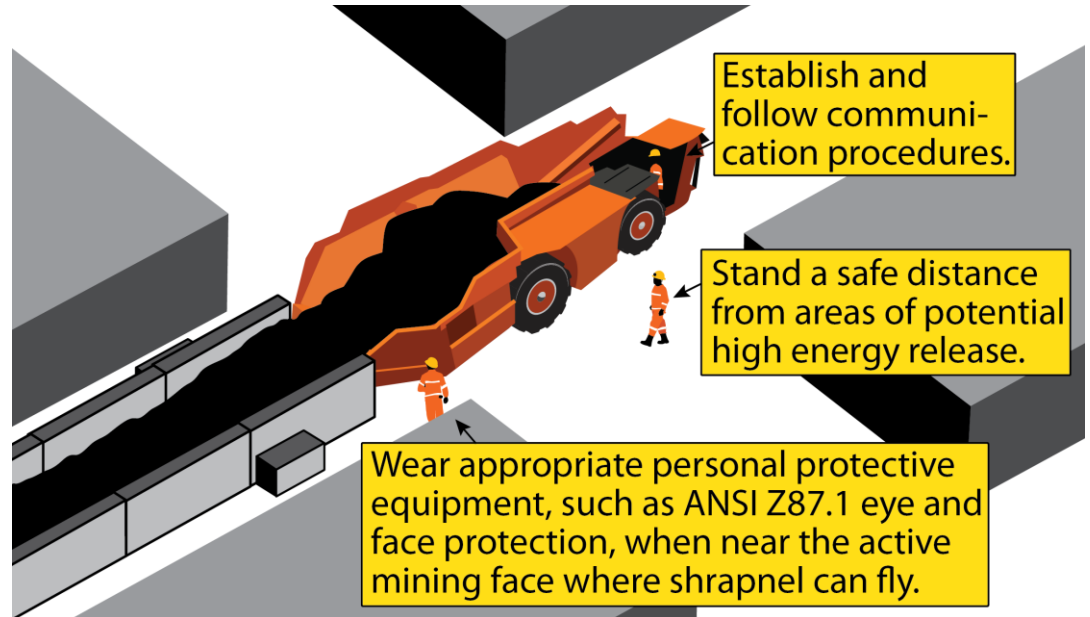 Establish and
follow communi-
cation procedures.
Stand a safe distance
from areas of potential
high energy release.
Wear appropriate personal protective
equipment, such as ANSI Z87.1 eye and
face protection, when near the active
mining face where shrapnel can fly.